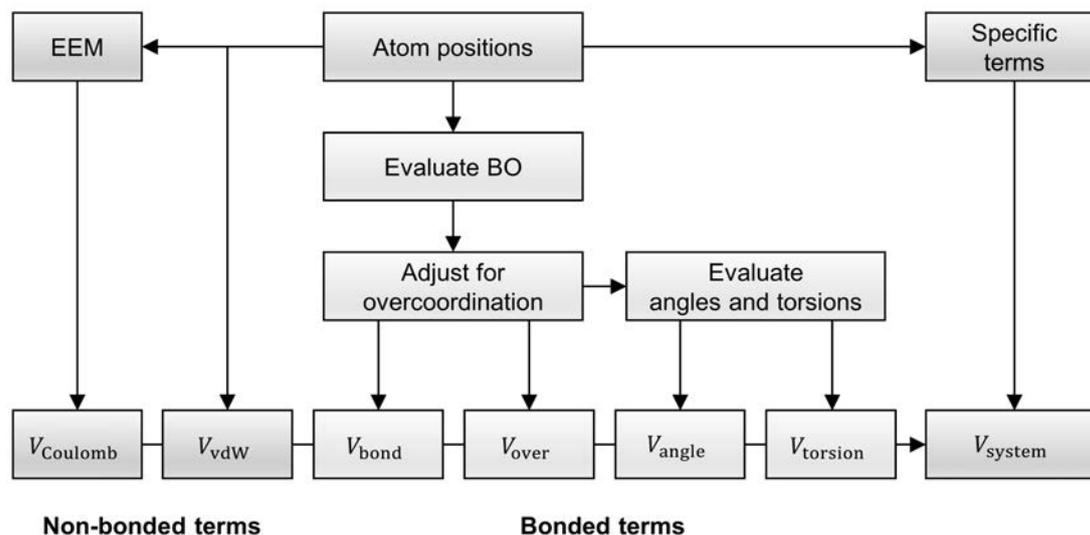 EEM
Atom positions
Specific
terms
Evaluate BO
Adjust for
overcoordination
Evaluate
angles and torsions
V_Coulomb
V_vdW
V_bond
V_over
V_angle
V_torsion
V_system
Non-bonded terms
Bonded terms